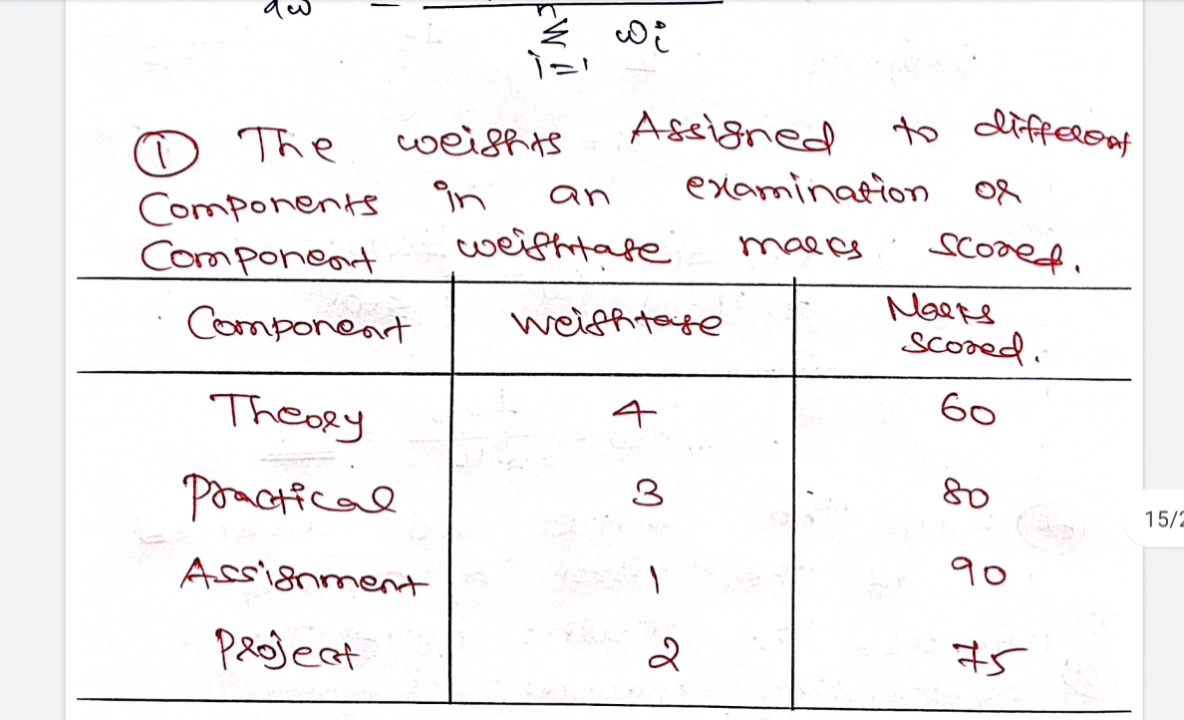 n
Σ wi
i=1
① The weights Assigned to different
Components in an examination or
Component weightage marks scored.
Component weightage Marks
scored.
Theory 4 60
Practical 3 80
Assignment 1 90
Project 2 75
15/2